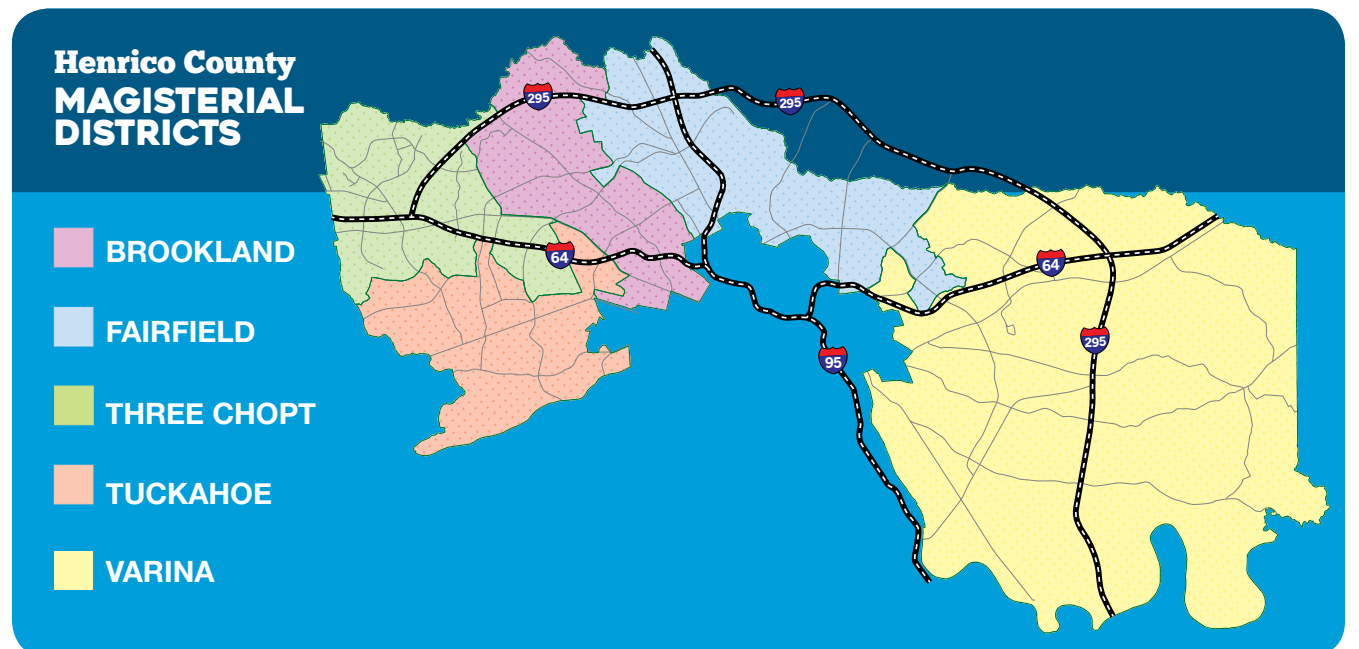 Henrico County
MAGISTERIAL
DISTRICTS
BROOKLAND
FAIRFIELD
THREE CHOPT
TUCKAHOE
VARINA
295
295
64
64
295
95